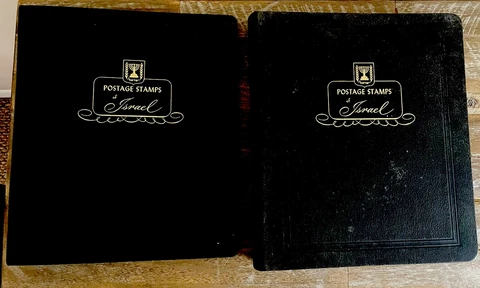 POSTAGE STAMPS
of
Israel
POSTAGE STAMPS
of
Israel